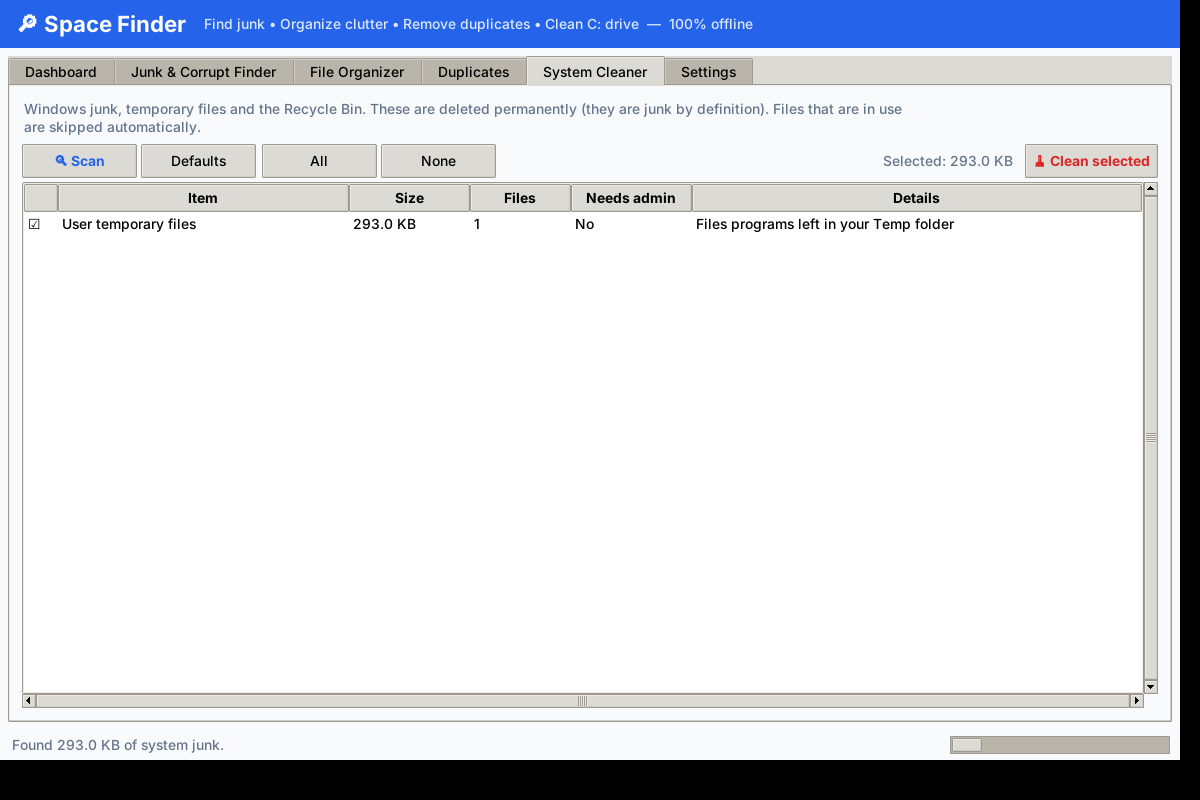 Space Finder
Find junk • Organize clutter • Remove duplicates • Clean C: drive — 100% offline
Dashboard
Junk & Corrupt Finder
File Organizer
Duplicates
System Cleaner
Settings
Windows junk, temporary files and the Recycle Bin. These are deleted permanently (they are junk by definition). Files that are in use
are skipped automatically.
Scan
Defaults
All
None
Selected: 293.0 KB
Clean selected
Item
Size
Files
Needs admin
Details
☑ User temporary files
293.0 KB
1
No
Files programs left in your Temp folder
Found 293.0 KB of system junk.